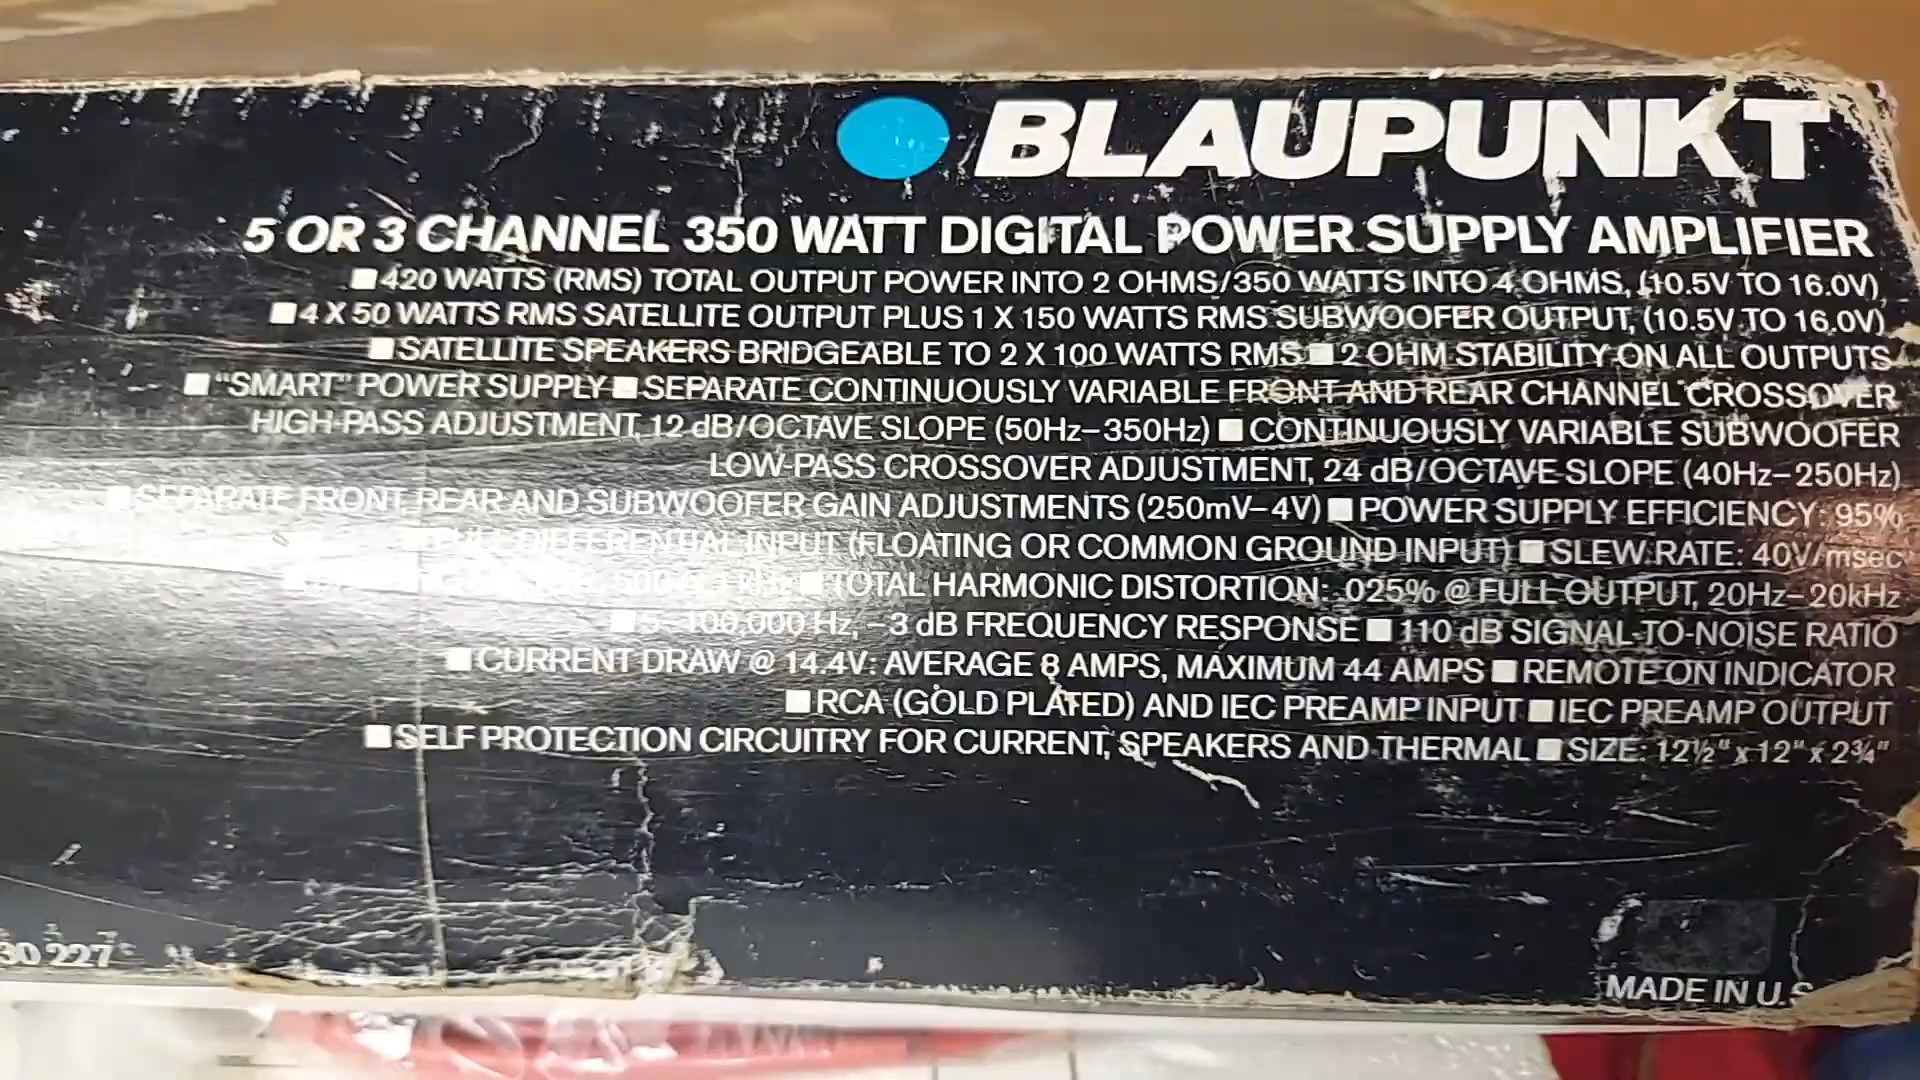 BLAUPUNKT
5 OR 3 CHANNEL 350 WATT DIGITAL POWER SUPPLY AMPLIFIER
■ 420 WATTS (RMS) TOTAL OUTPUT POWER INTO 2 OHMS/350 WATTS INTO 4 OHMS, (10.5V TO 16.0V)
■ 4 X 50 WATTS RMS SATELLITE OUTPUT PLUS 1 X 150 WATTS RMS SUBWOOFER OUTPUT, (10.5V TO 16.0V)
■ SATELLITE SPEAKERS BRIDGEABLE TO 2 X 100 WATTS RMS ■ 2 OHM STABILITY ON ALL OUTPUTS
■ "SMART" POWER SUPPLY ■ SEPARATE CONTINUOUSLY VARIABLE FRONT AND REAR CHANNEL CROSSOVER
HIGH-PASS ADJUSTMENT, 12 dB/OCTAVE SLOPE (50Hz–350Hz) ■ CONTINUOUSLY VARIABLE SUBWOOFER
LOW-PASS CROSSOVER ADJUSTMENT, 24 dB/OCTAVE SLOPE (40Hz–250Hz)
■ SEPARATE FRONT, REAR AND SUBWOOFER GAIN ADJUSTMENTS (250mV–4V) ■ POWER SUPPLY EFFICIENCY: 95%
■ FULL DIFFERENTIAL INPUT (FLOATING OR COMMON GROUND INPUT) ■ SLEW RATE: 40V/msec
■ TOTAL HARMONIC DISTORTION: .025% @ FULL OUTPUT, 20Hz–20kHz
■ 5–100,000 Hz, –3 dB FREQUENCY RESPONSE ■ 110 dB SIGNAL-TO-NOISE RATIO
■ CURRENT DRAW @ 14.4V: AVERAGE 8 AMPS, MAXIMUM 44 AMPS ■ REMOTE ON INDICATOR
■ RCA (GOLD PLATED) AND IEC PREAMP INPUT ■ IEC PREAMP OUTPUT
■ SELF PROTECTION CIRCUITRY FOR CURRENT, SPEAKERS AND THERMAL ■ SIZE: 12½" x 12" x 2¾"
30 227
MADE IN U.S